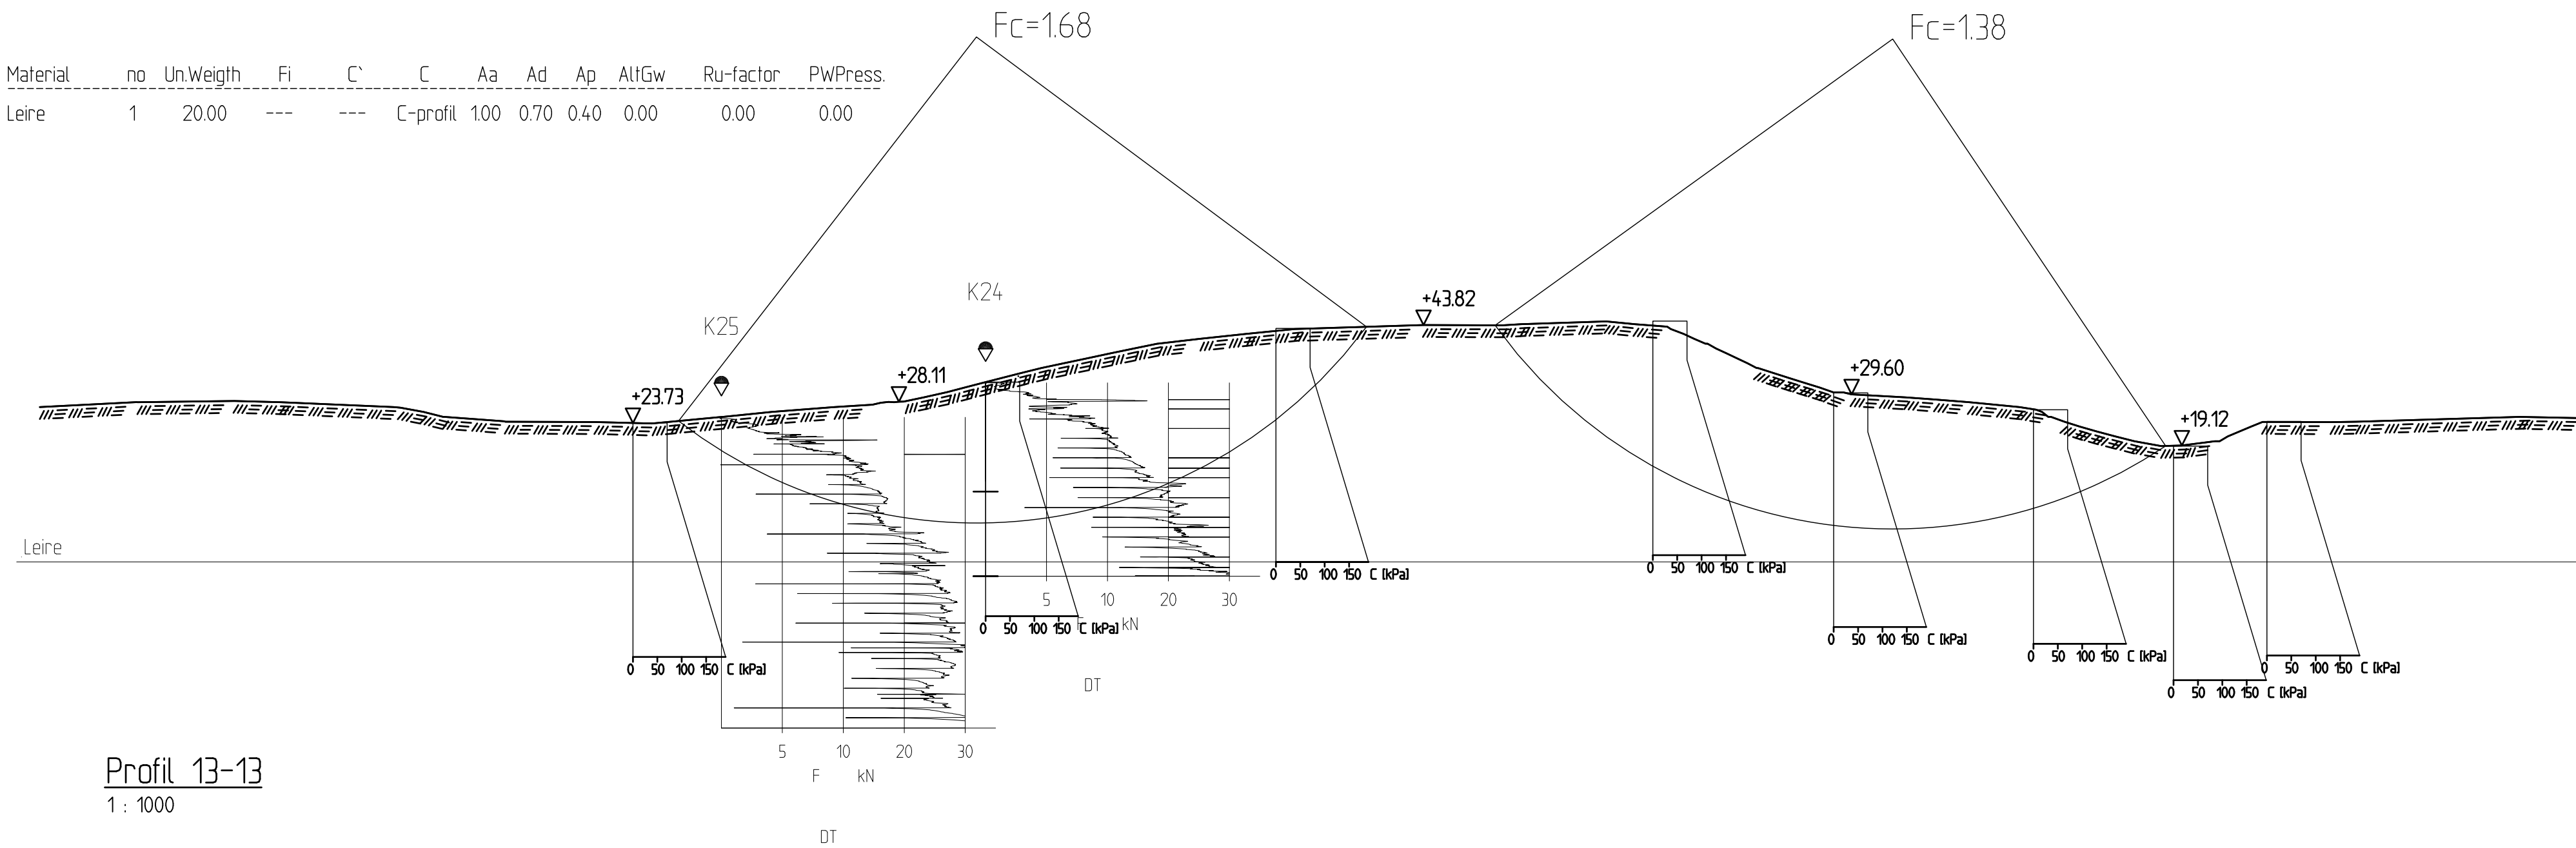 Fc=1.68
Fc=1.38
Material no Un.Weigth Fi C` C Aa Ad Ap AltGw Ru-factor PWPress.
Leire 1 20.00 --- --- C-profil 1.00 0.70 0.40 0.00 0.00 0.00
K24
K25
+43.82
+29.60
+28.11
+23.73
+19.12
Leire
0 50 100 150 C [kPa]
0 50 100 150 C [kPa]
5 10 20 30
0 50 100 150 C [kPa]
F kN
0 50 100 150 C [kPa]
0 50 100 150 C [kPa]
0 50 100 150 C [kPa]
0 50 100 150 C [kPa]
0 50 100 150 C [kPa]
DT
5 10 20 30
F kN
DT
Profil 13-13
1 : 1000